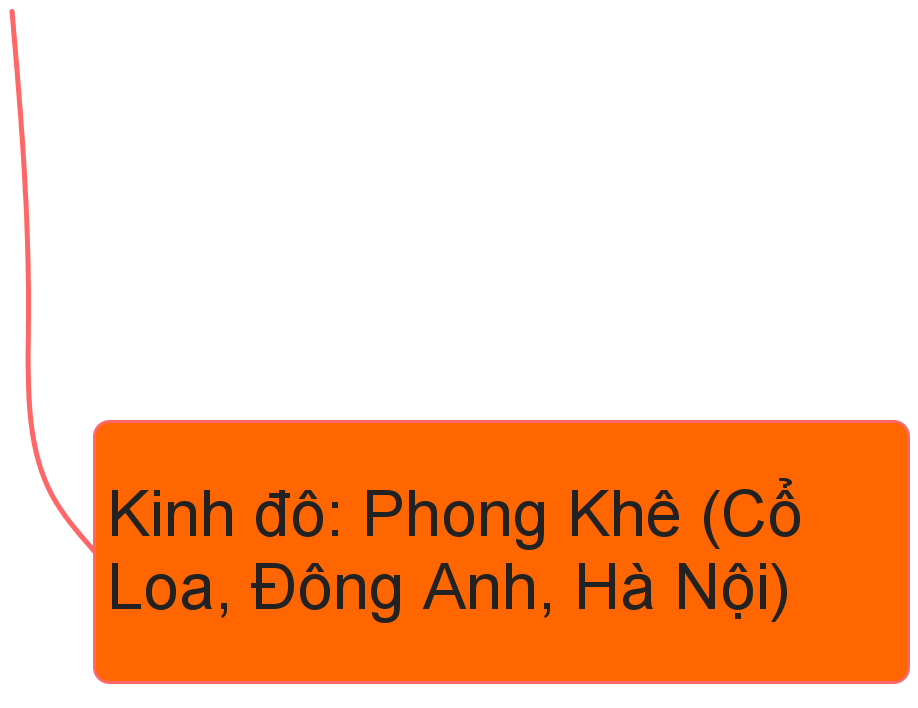 Kinh đô: Phong Khê (Cổ
Loa, Đông Anh, Hà Nội)